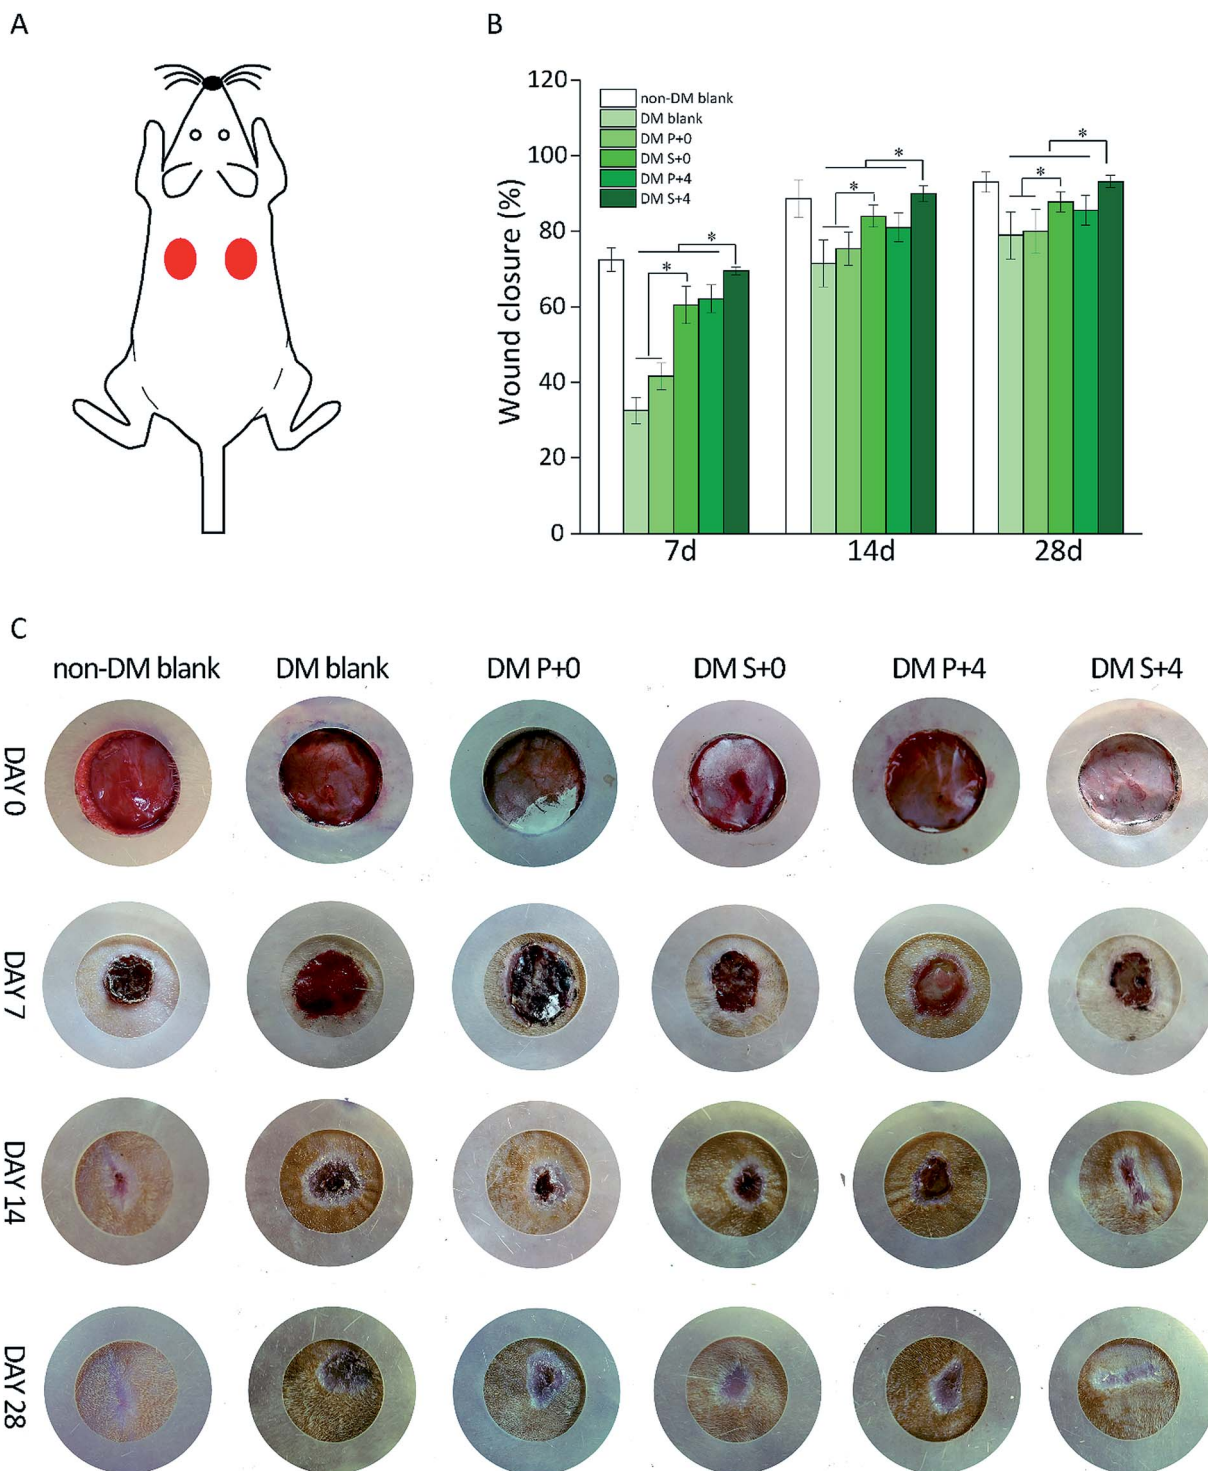 A
B
Wound closure (%)
120
100
80
60
40
20
0
non-DM blank
DM blank
DM P+0
DM S+0
DM P+4
DM S+4
*
*
*
*
*
*
7d
14d
28d
C
non-DM blank
DM blank
DM P+0
DM S+0
DM P+4
DM S+4
DAY 0
DAY 7
DAY 14
DAY 28